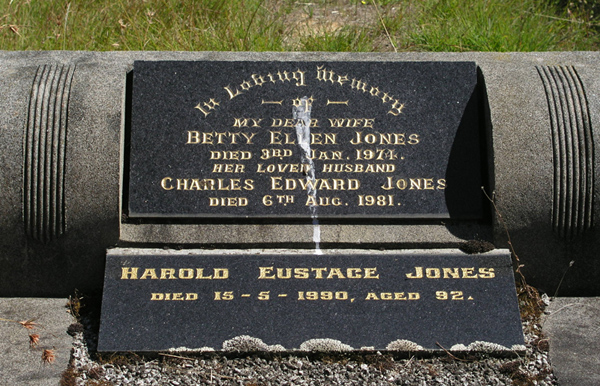 In Loving Memory
of
MY DEAR WIFE
BETTY ELLEN JONES
DIED 3RD JAN. 1974.
HER LOVED HUSBAND
CHARLES EDWARD JONES
DIED 6TH AUG. 1981.
HAROLD EUSTACE JONES
DIED 15-5-1990, AGED 92.